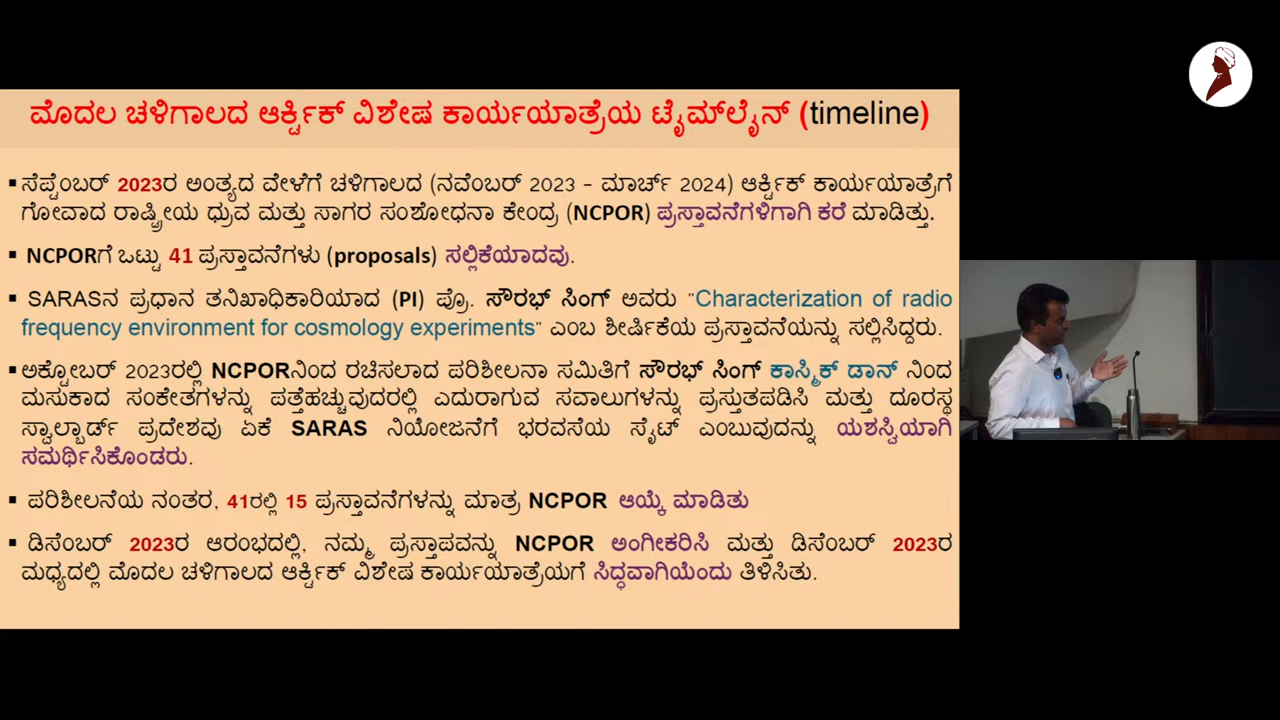 ಮೊದಲ ಚಳಿಗಾಲದ ಆರ್ಕ್ಟಿಕ್ ವಿಶೇಷ ಕಾರ್ಯಯಾತ್ರೆಯ ಟೈಮ್‌ಲೈನ್ (timeline)
▪ ಸೆಪ್ಟೆಂಬರ್ 2023ರ ಅಂತ್ಯದ ವೇಳೆಗೆ ಚಳಿಗಾಲದ (ನವೆಂಬರ್ 2023 – ಮಾರ್ಚ್ 2024) ಆರ್ಕ್ಟಿಕ್ ಕಾರ್ಯಯಾತ್ರೆಗೆ
ಗೋವಾದ ರಾಷ್ಟ್ರೀಯ ಧ್ರುವ ಮತ್ತು ಸಾಗರ ಸಂಶೋಧನಾ ಕೇಂದ್ರ (NCPOR) ಪ್ರಸ್ತಾವನೆಗಳಿಗಾಗಿ ಕರೆ ಮಾಡಿತ್ತು.
▪ NCPORಗೆ ಒಟ್ಟು 41 ಪ್ರಸ್ತಾವನೆಗಳು (proposals) ಸಲ್ಲಿಕೆಯಾದವು.
▪ SARASನ ಪ್ರಧಾನ ತನಿಖಾಧಿಕಾರಿಯಾದ (PI) ಪ್ರೊ. ಸೌರಭ್ ಸಿಂಗ್ ಅವರು "Characterization of radio
frequency environment for cosmology experiments" ಎಂಬ ಶೀರ್ಷಿಕೆಯ ಪ್ರಸ್ತಾವನೆಯನ್ನು ಸಲ್ಲಿಸಿದ್ದರು.
▪ ಅಕ್ಟೋಬರ್ 2023ರಲ್ಲಿ NCPORನಿಂದ ರಚಿಸಲಾದ ಪರಿಶೀಲನಾ ಸಮಿತಿಗೆ ಸೌರಭ್ ಸಿಂಗ್ ಕಾಸ್ಮಿಕ್ ಡಾನ್ ನಿಂದ
ಮಸುಕಾದ ಸಂಕೇತಗಳನ್ನು ಪತ್ತೆಹಚ್ಚುವುದರಲ್ಲಿ ಎದುರಾಗುವ ಸವಾಲುಗಳನ್ನು ಪ್ರಸ್ತುತಪಡಿಸಿ ಮತ್ತು ದೂರಸ್ಥ
ಸ್ವಾಲ್ಬಾರ್ಡ್ ಪ್ರದೇಶವು ಏಕೆ SARAS ನಿಯೋಜನೆಗೆ ಭರವಸೆಯ ಸೈಟ್ ಎಂಬುವುದನ್ನು ಯಶಸ್ವಿಯಾಗಿ
ಸಮರ್ಥಿಸಿಕೊಂಡರು.
▪ ಪರಿಶೀಲನೆಯ ನಂತರ, 41ರಲ್ಲಿ 15 ಪ್ರಸ್ತಾವನೆಗಳನ್ನು ಮಾತ್ರ NCPOR ಆಯ್ಕೆ ಮಾಡಿತು
▪ ಡಿಸೆಂಬರ್ 2023ರ ಆರಂಭದಲ್ಲಿ, ನಮ್ಮ ಪ್ರಸ್ತಾಪವನ್ನು NCPOR ಅಂಗೀಕರಿಸಿ ಮತ್ತು ಡಿಸೆಂಬರ್ 2023ರ
ಮಧ್ಯದಲ್ಲಿ ಮೊದಲ ಚಳಿಗಾಲದ ಆರ್ಕ್ಟಿಕ್ ವಿಶೇಷ ಕಾರ್ಯಯಾತ್ರೆಯಗೆ ಸಿದ್ಧವಾಗಿಯೆಂದು ತಿಳಿಸಿತು.